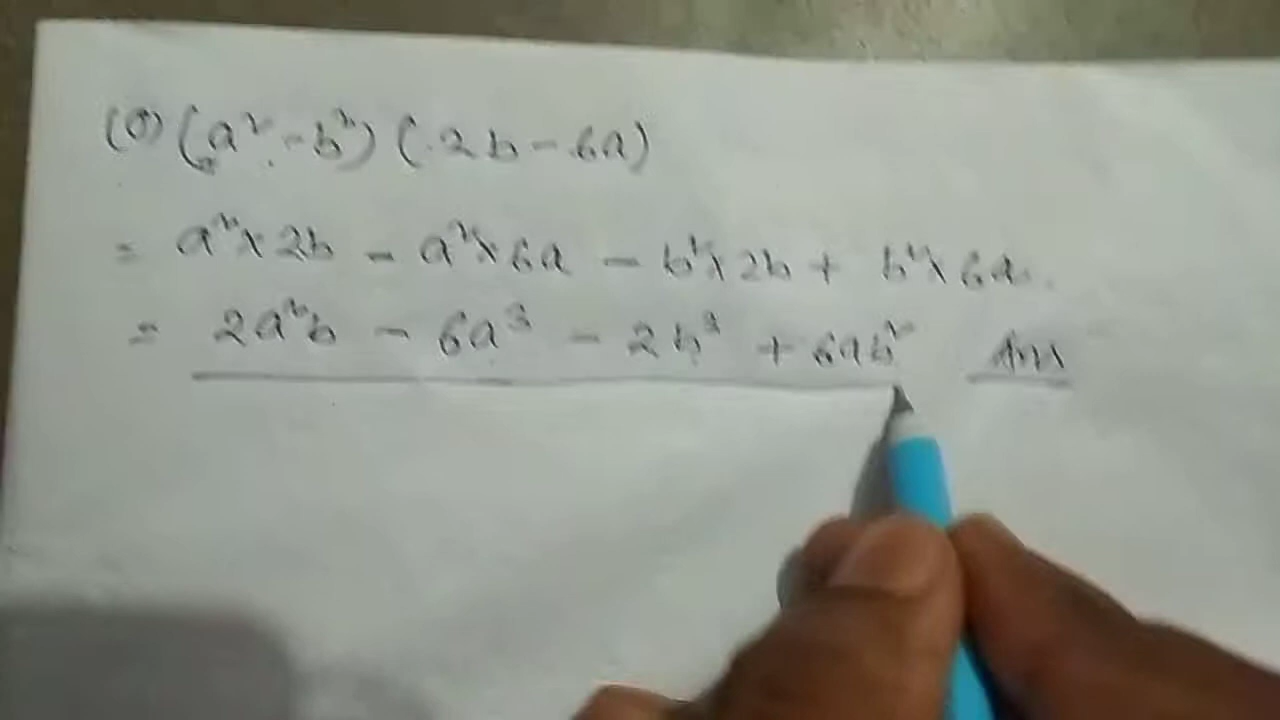 (a² - b²) (2b - 6a)
= a² × 2b - a² × 6a - b² × 2b + b² × 6a
= 2a²b - 6a³ - 2b³ + 6ab² Ans